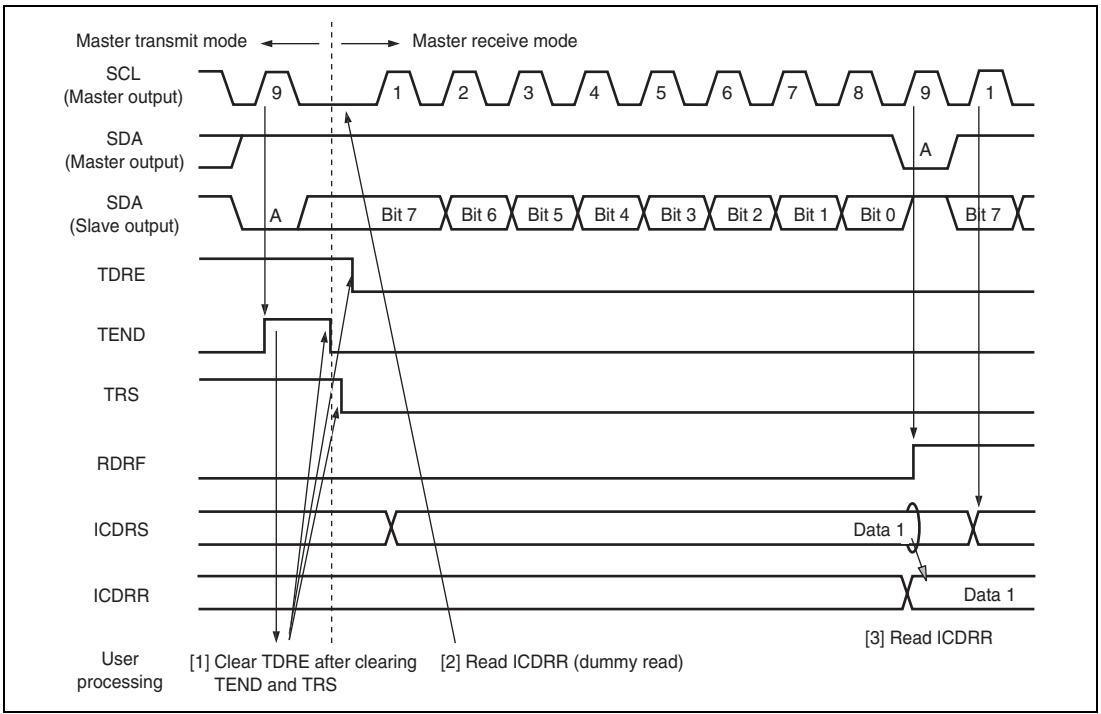 Master transmit mode
Master receive mode
SCL
(Master output)
9 1 2 3 4 5 6 7 8 9 1
SDA
(Master output)
A
SDA
(Slave output)
A Bit 7 Bit 6 Bit 5 Bit 4 Bit 3 Bit 2 Bit 1 Bit 0 Bit 7
TDRE
TEND
TRS
RDRF
ICDRS
Data 1
ICDRR
Data 1
User
processing
[1] Clear TDRE after clearing
TEND and TRS
[2] Read ICDRR (dummy read)
[3] Read ICDRR